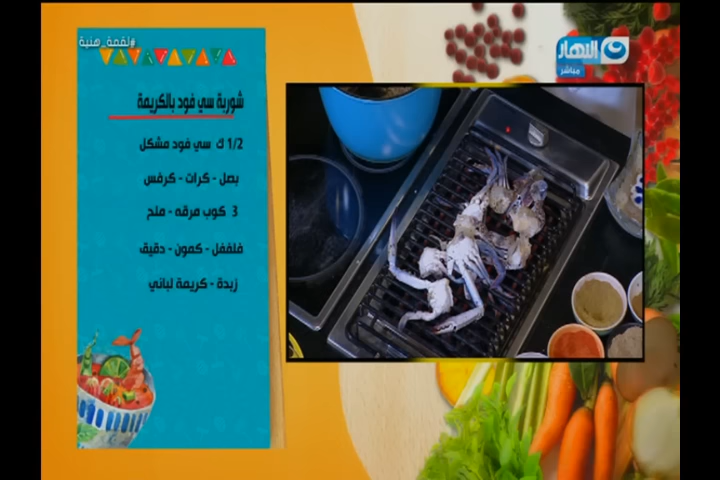 #لقمة_هنية
النهار
مباشر
شوربة سي فود بالكريمة
1/2 ك سي فود مشكل
بصل - كرات - كرفس
3 كوب مرقه - ملح
فلفل - كمون - دقيق
زبدة - كريمة لباني